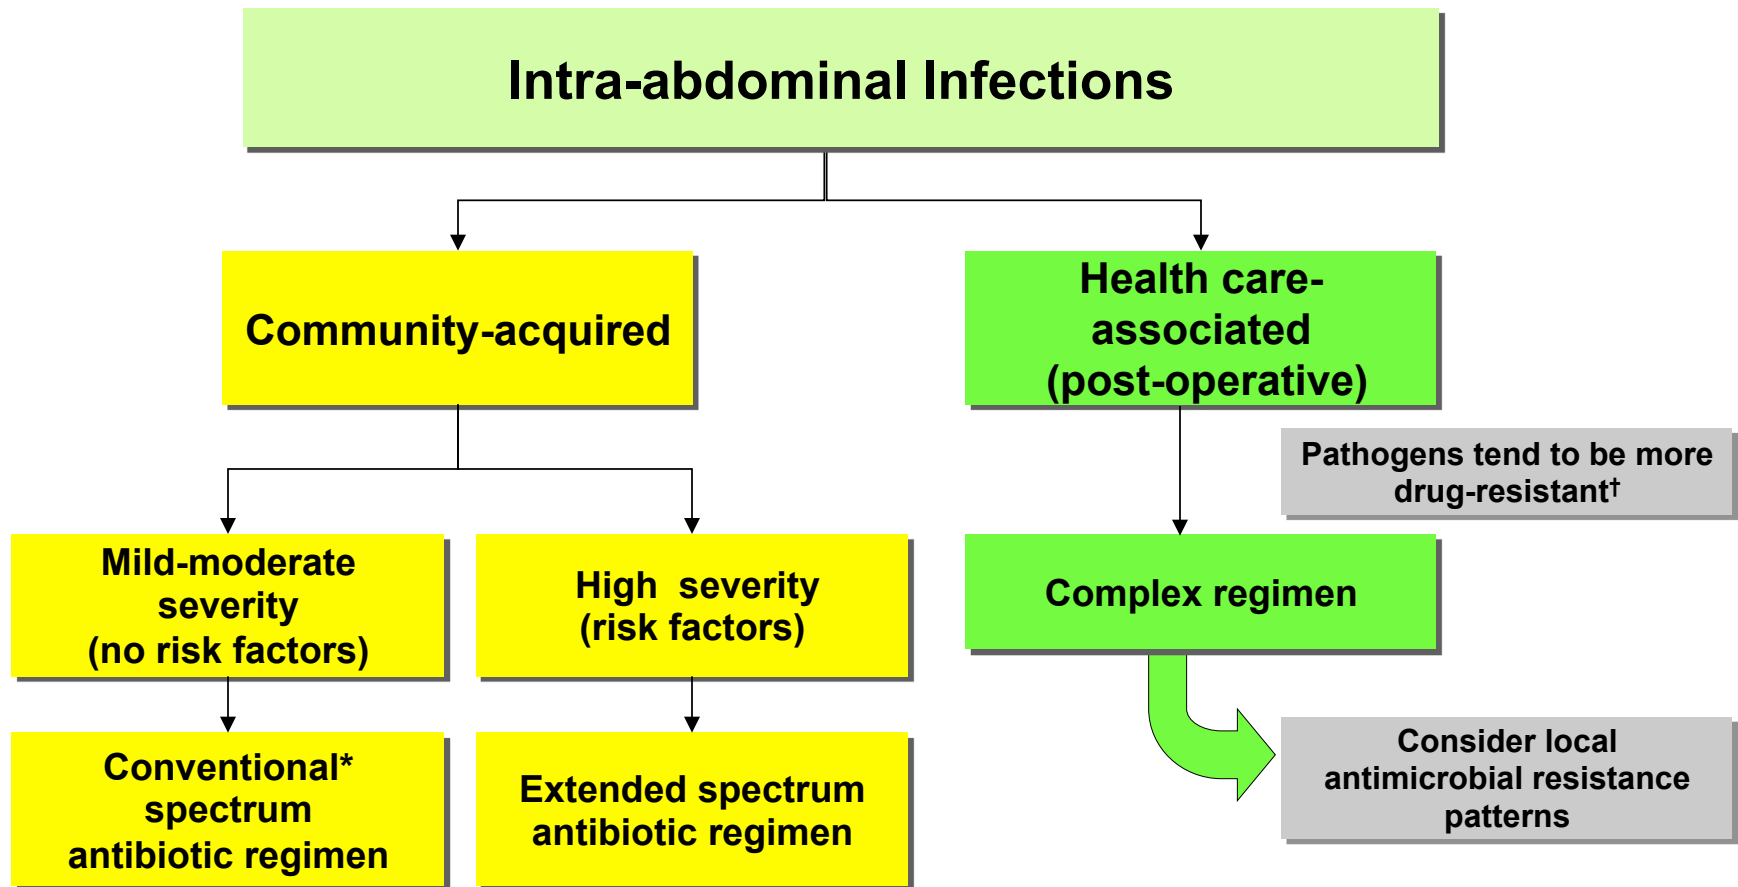 Intra-abdominal Infections
Community-acquired
Health care-
associated
(post-operative)
Pathogens tend to be more
drug-resistant†
Mild-moderate
severity
(no risk factors)
High severity
(risk factors)
Complex regimen
Conventional*
spectrum
antibiotic regimen
Extended spectrum
antibiotic regimen
Consider local
antimicrobial resistance
patterns